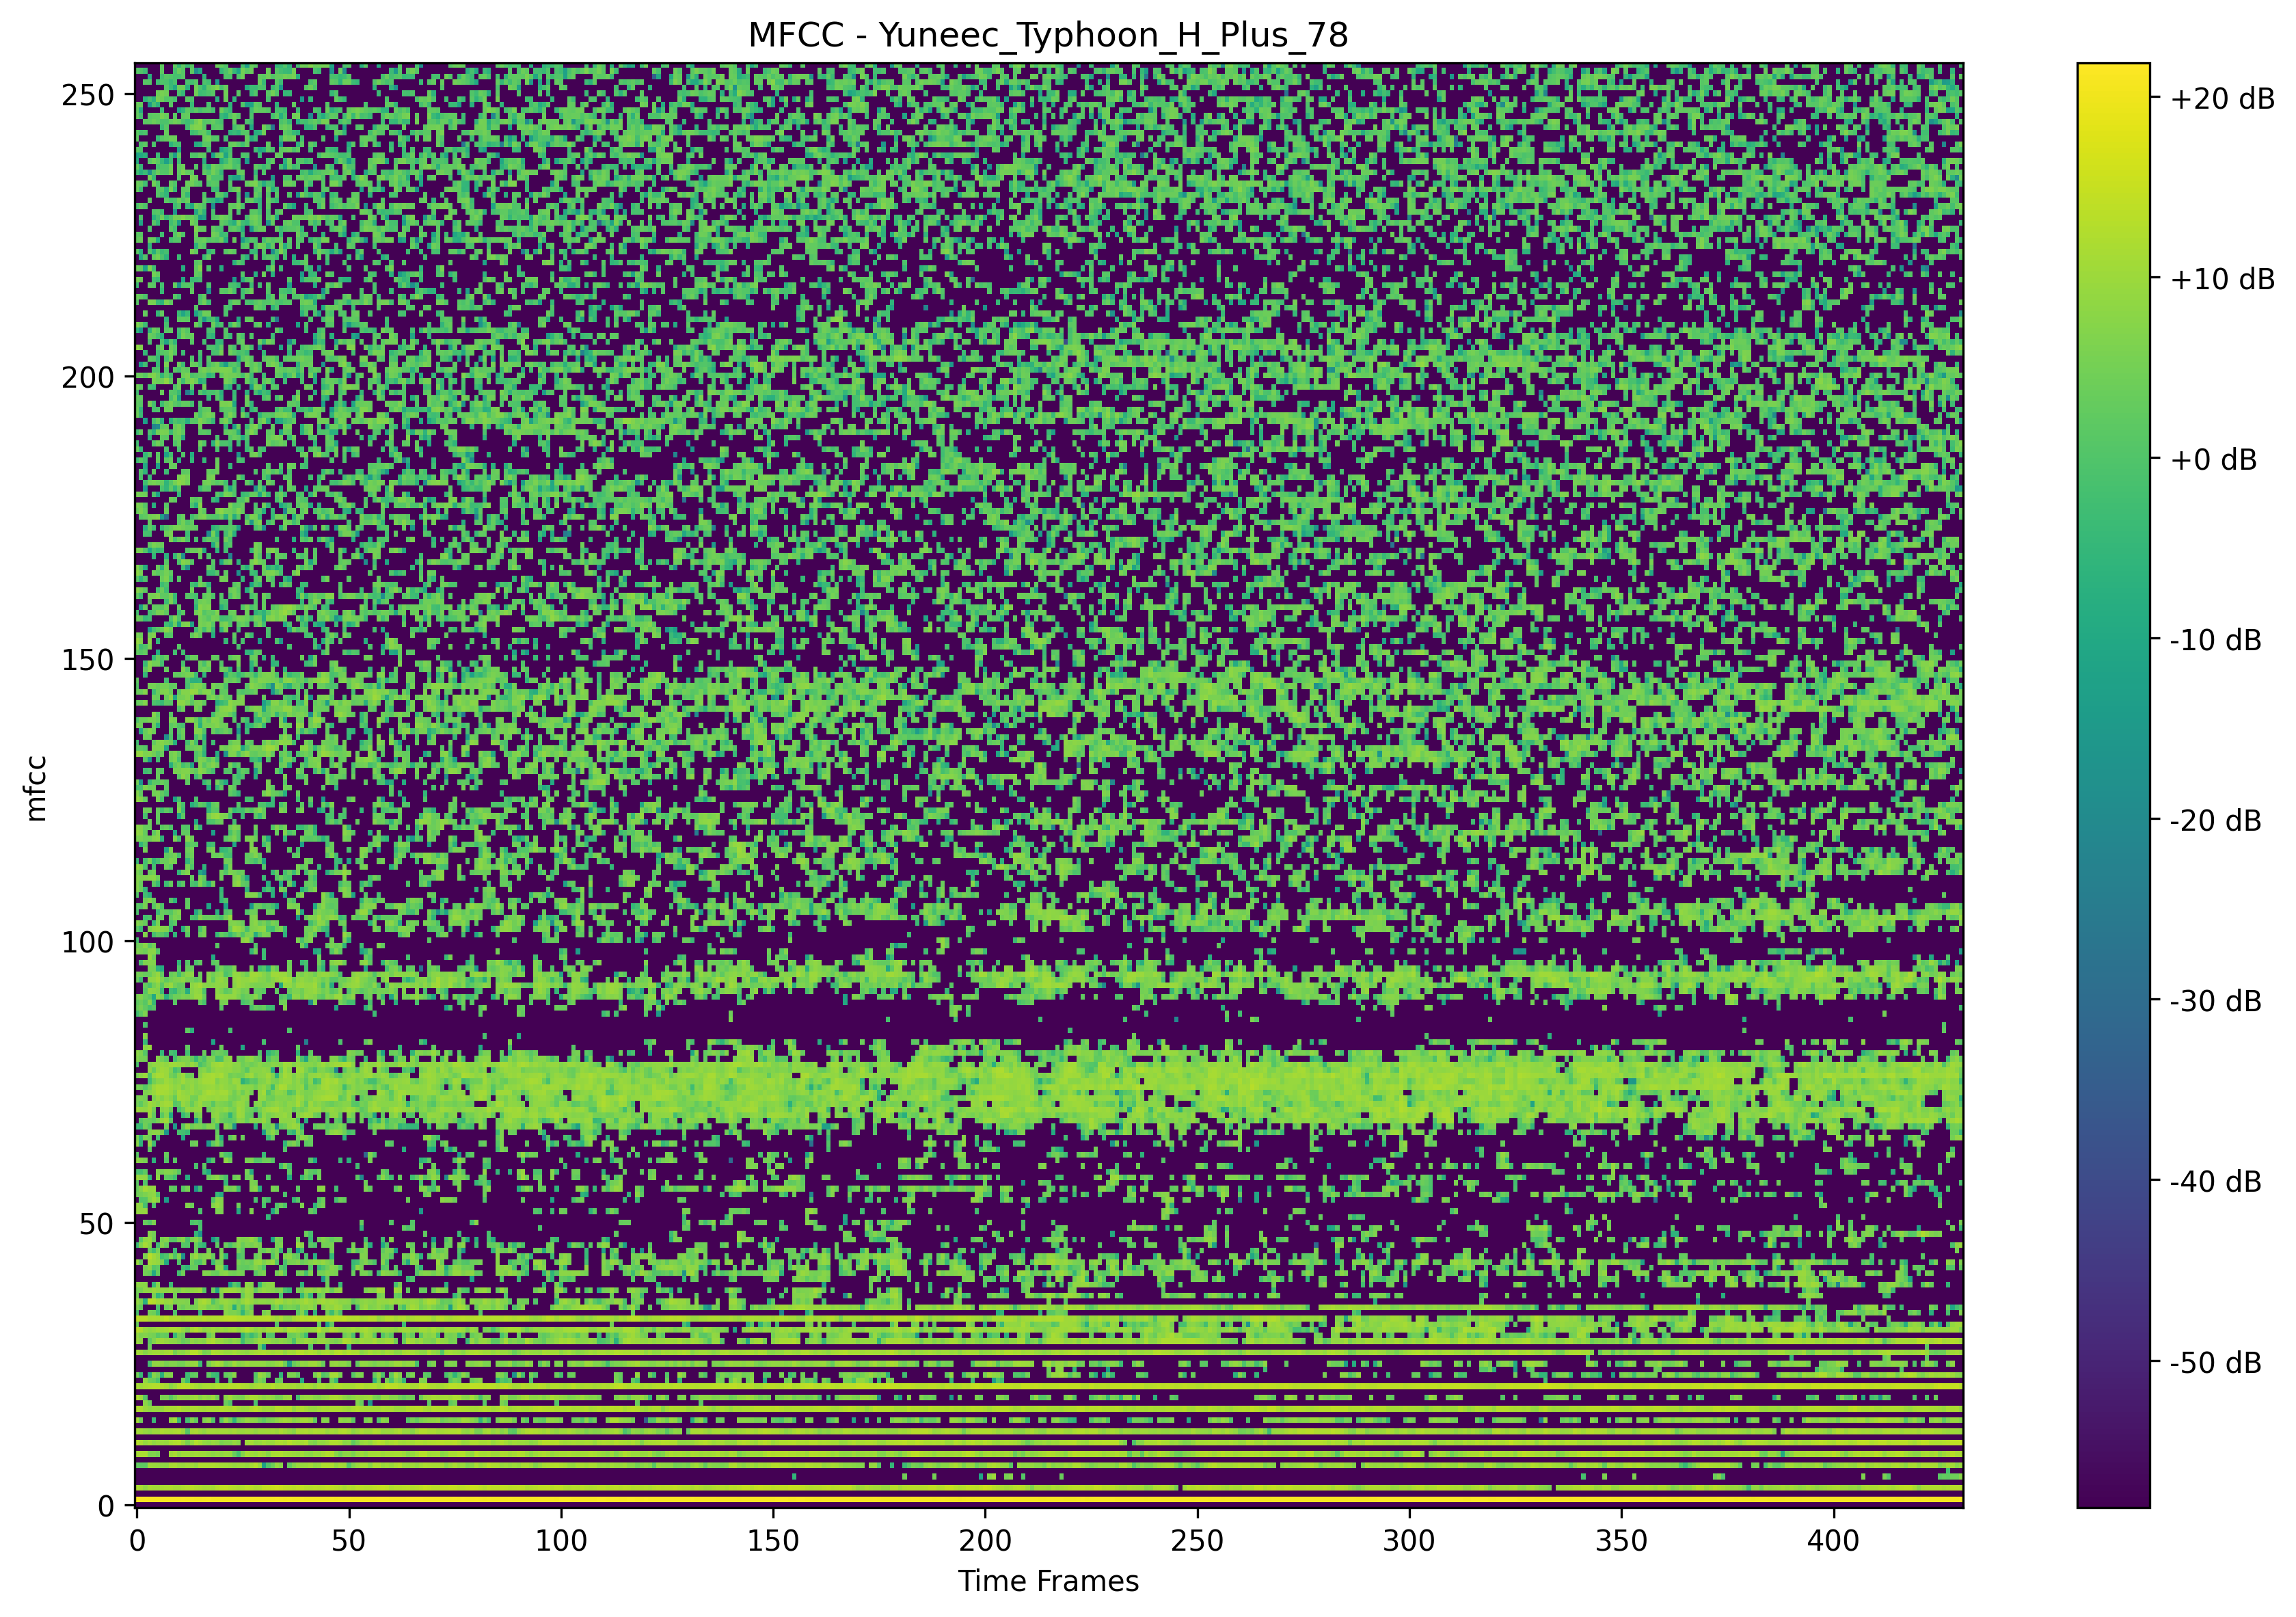 MFCC - Yuneec_Typhoon_H_Plus_78
250
200
150
100
50
0
mfcc
0 50 100 150 200 250 300 350 400
Time Frames
+20 dB
+10 dB
+0 dB
-10 dB
-20 dB
-30 dB
-40 dB
-50 dB